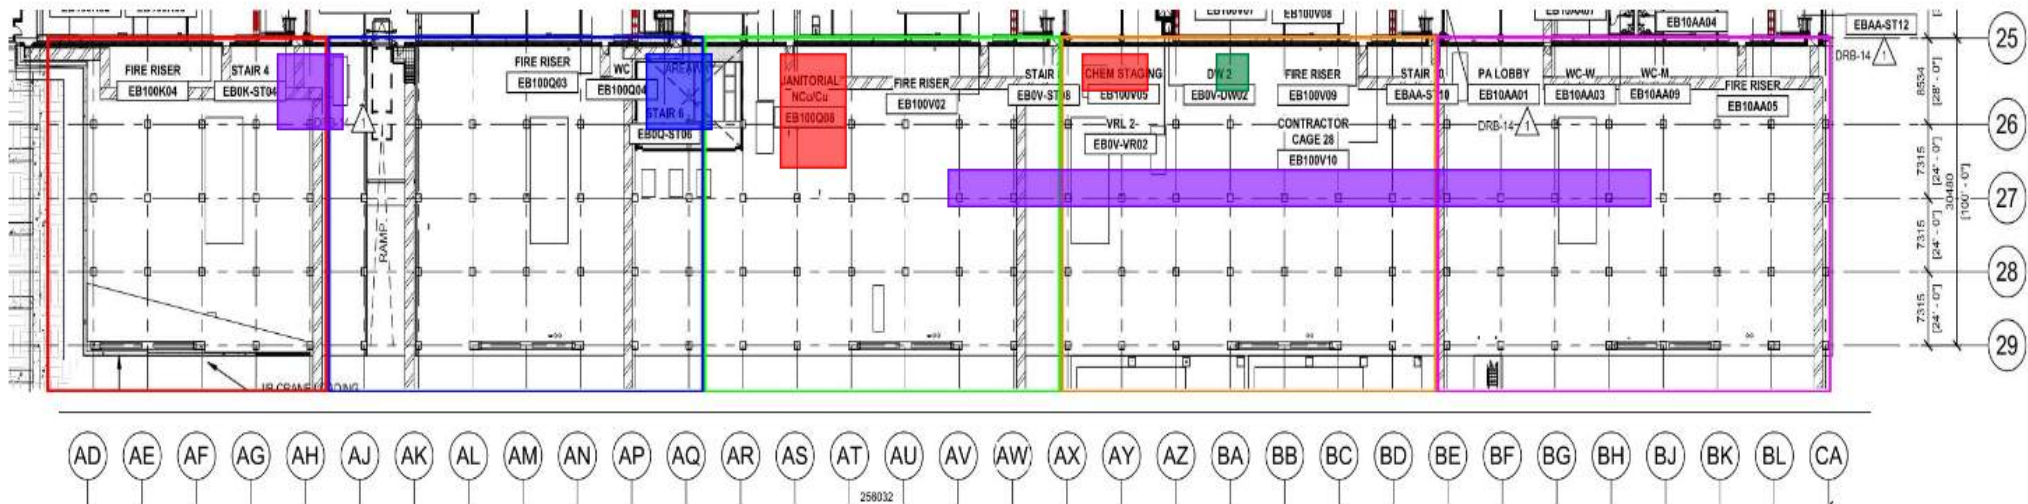 EB100V07
EB100V08
EB10AA04
EBAA-ST12
25
DRB-14
1
FIRE RISER
EB100K04
STAIR 4
EB0K-ST04
FIRE RISER
EB100Q03
WC
EB100Q04
STAIR 6
EB0Q-ST06
JANITORIAL
NCu/Cu
EB100Q08
FIRE RISER
EB100V02
STAIR
EB0V-ST08
CHEM STAGING
EB100V05
DW 2
EB0V-DW02
FIRE RISER
EB100V09
EBAA-ST10
PA LOBBY
EB10AA01
WC-W
EB10AA03
WC-M
EB10AA09
FIRE RISER
EB10AA05
8534
[28' - 0"]
1
VRL 2
EB0V-VR02
CONTRACTOR
CAGE 28
EB100V10
DRB-14
1
26
7315
[24' - 0"]
30480
[100' - 0"]
27
RAMP
7315
[24' - 0"]
28
7315
[24' - 0"]
29
AD AE AF AG AH AJ AK AL AM AN AP AQ AR AS AT AU AV AW AX AY AZ BA BB BC BD BE BF BG BH BJ BK BL CA
258032